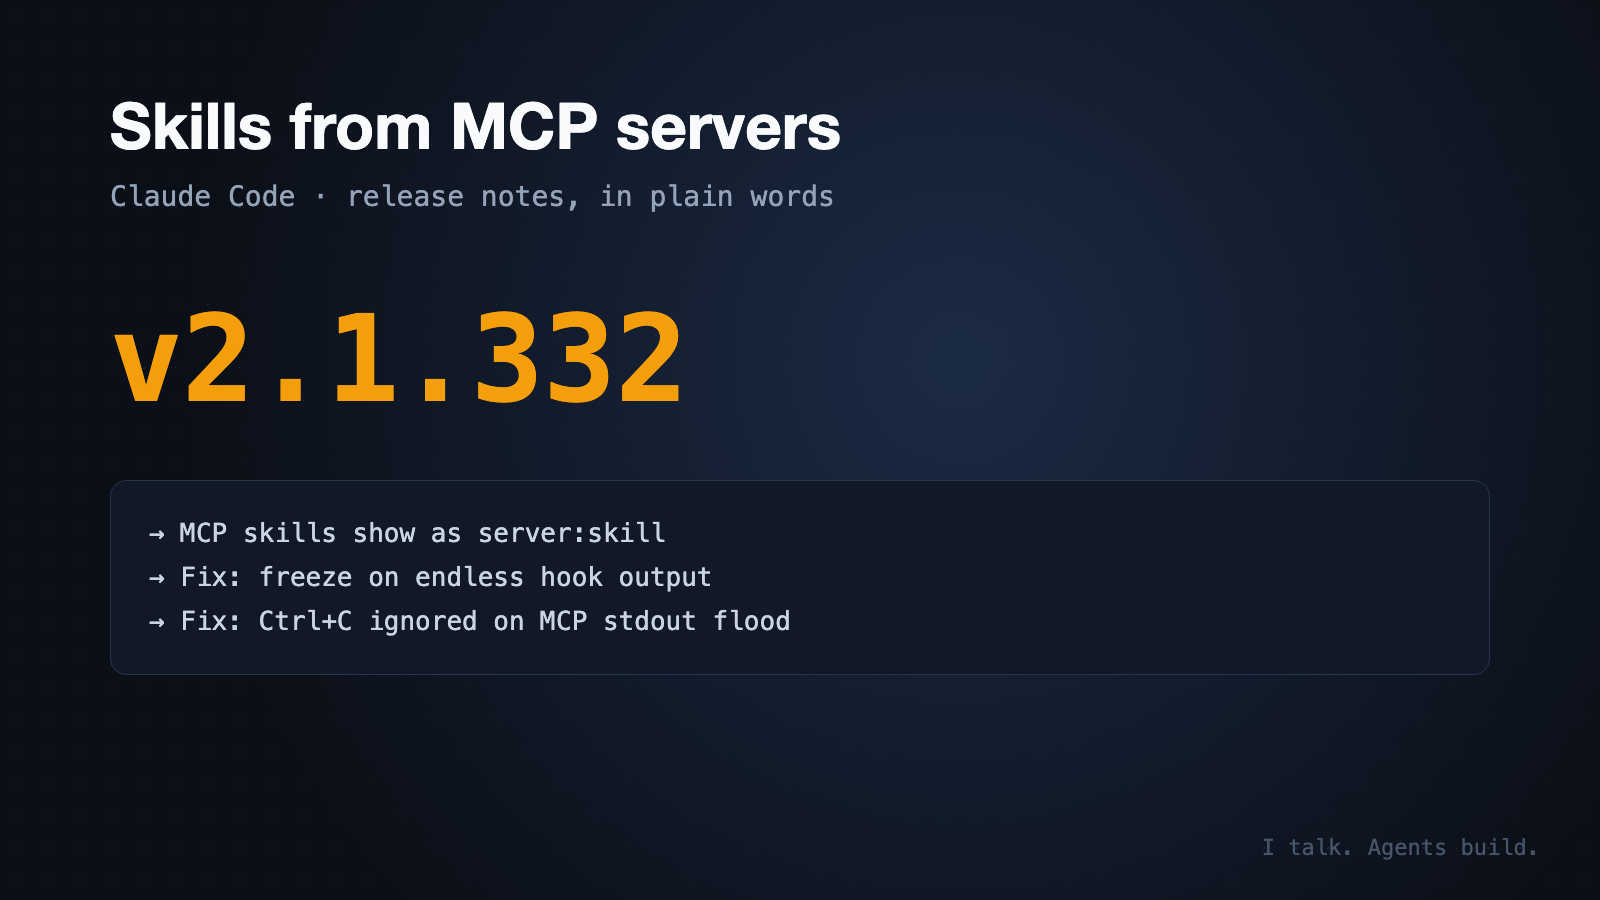 Skills from MCP servers
Claude Code · release notes, in plain words
v2.1.332
→ MCP skills show as server:skill
→ Fix: freeze on endless hook output
→ Fix: Ctrl+C ignored on MCP stdout flood
I talk. Agents build.